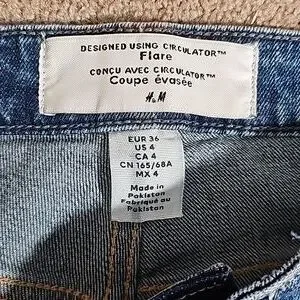 DESIGNED USING CIRCULATOR™
Flare
CONÇU AVEC CIRCULATOR™
Coupe évasée
H&M
EUR 36
US 4
CA 4
CN 165/68A
MX 4
Made in
Pakistan
Fabriqué au
Pakistan